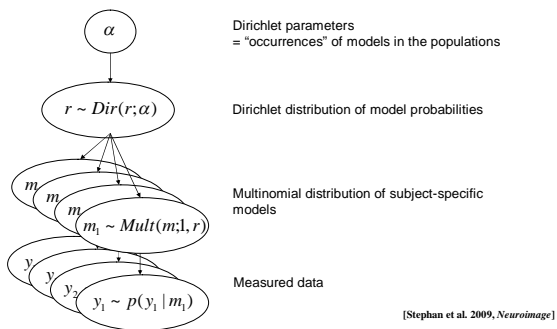 α
Dirichlet parameters
= “occurrences” of models in the populations
r ~ Dir(r;α)
Dirichlet distribution of model probabilities
m
m
m
m₁ ~ Mult(m;1,r)
Multinomial distribution of subject-specific
models
y
y
y₂
y₁ ~ p(y₁ | m₁)
Measured data
[Stephan et al. 2009, Neuroimage]